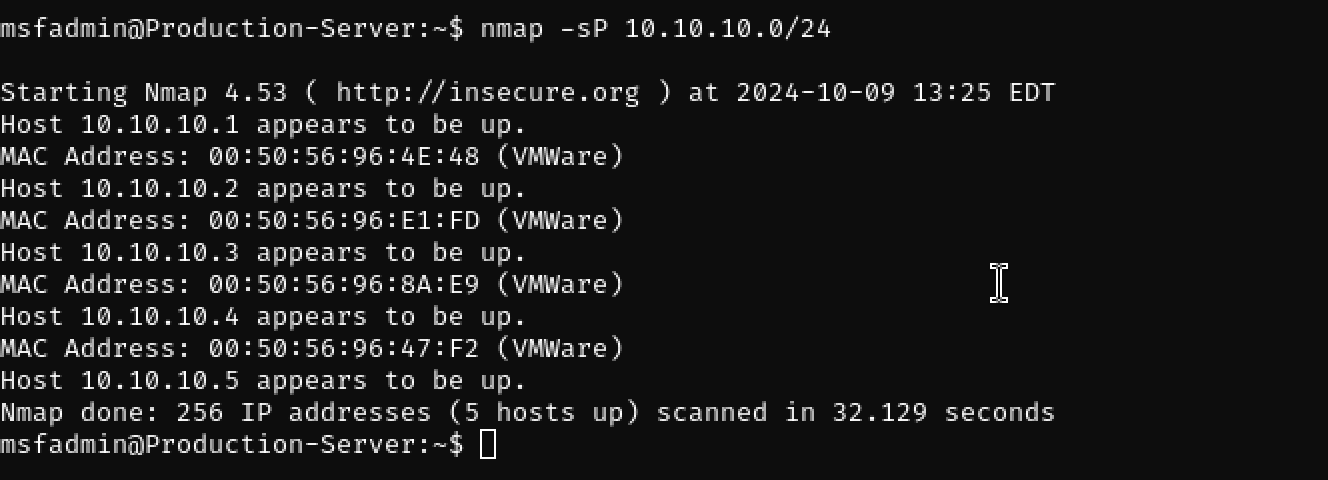 msfadmin@Production-Server:~$ nmap -sP 10.10.10.0/24
Starting Nmap 4.53 ( http://insecure.org ) at 2024-10-09 13:25 EDT
Host 10.10.10.1 appears to be up.
MAC Address: 00:50:56:96:4E:48 (VMWare)
Host 10.10.10.2 appears to be up.
MAC Address: 00:50:56:96:E1:FD (VMWare)
Host 10.10.10.3 appears to be up.
MAC Address: 00:50:56:96:8A:E9 (VMWare)
Host 10.10.10.4 appears to be up.
MAC Address: 00:50:56:96:47:F2 (VMWare)
Host 10.10.10.5 appears to be up.
Nmap done: 256 IP addresses (5 hosts up) scanned in 32.129 seconds
msfadmin@Production-Server:~$